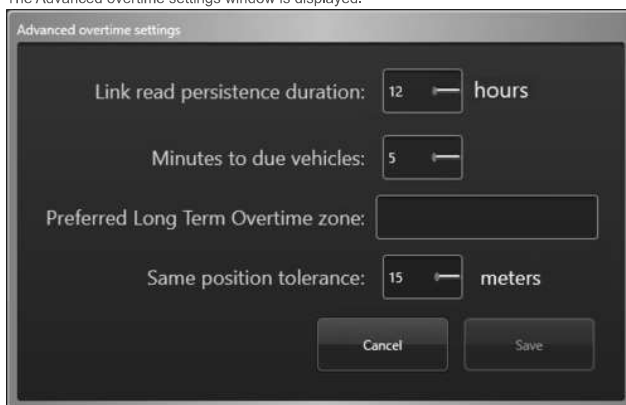 The Advanced overtime settings window is displayed.
Advanced overtime settings
Link read persistence duration: 12 hours
Minutes to due vehicles: 5
Preferred Long Term Overtime zone:
Same position tolerance: 15 meters
Cancel Save